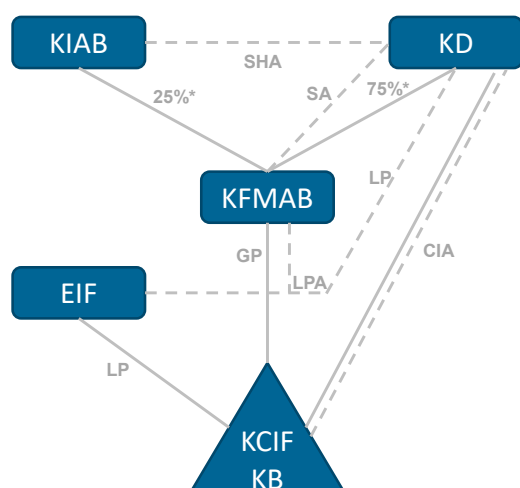 KIAB
KD
SHA
SA
25%*
75%*
KFMAB
LP
GP
CIA
EIF
LPA
LP
KCIF
KB